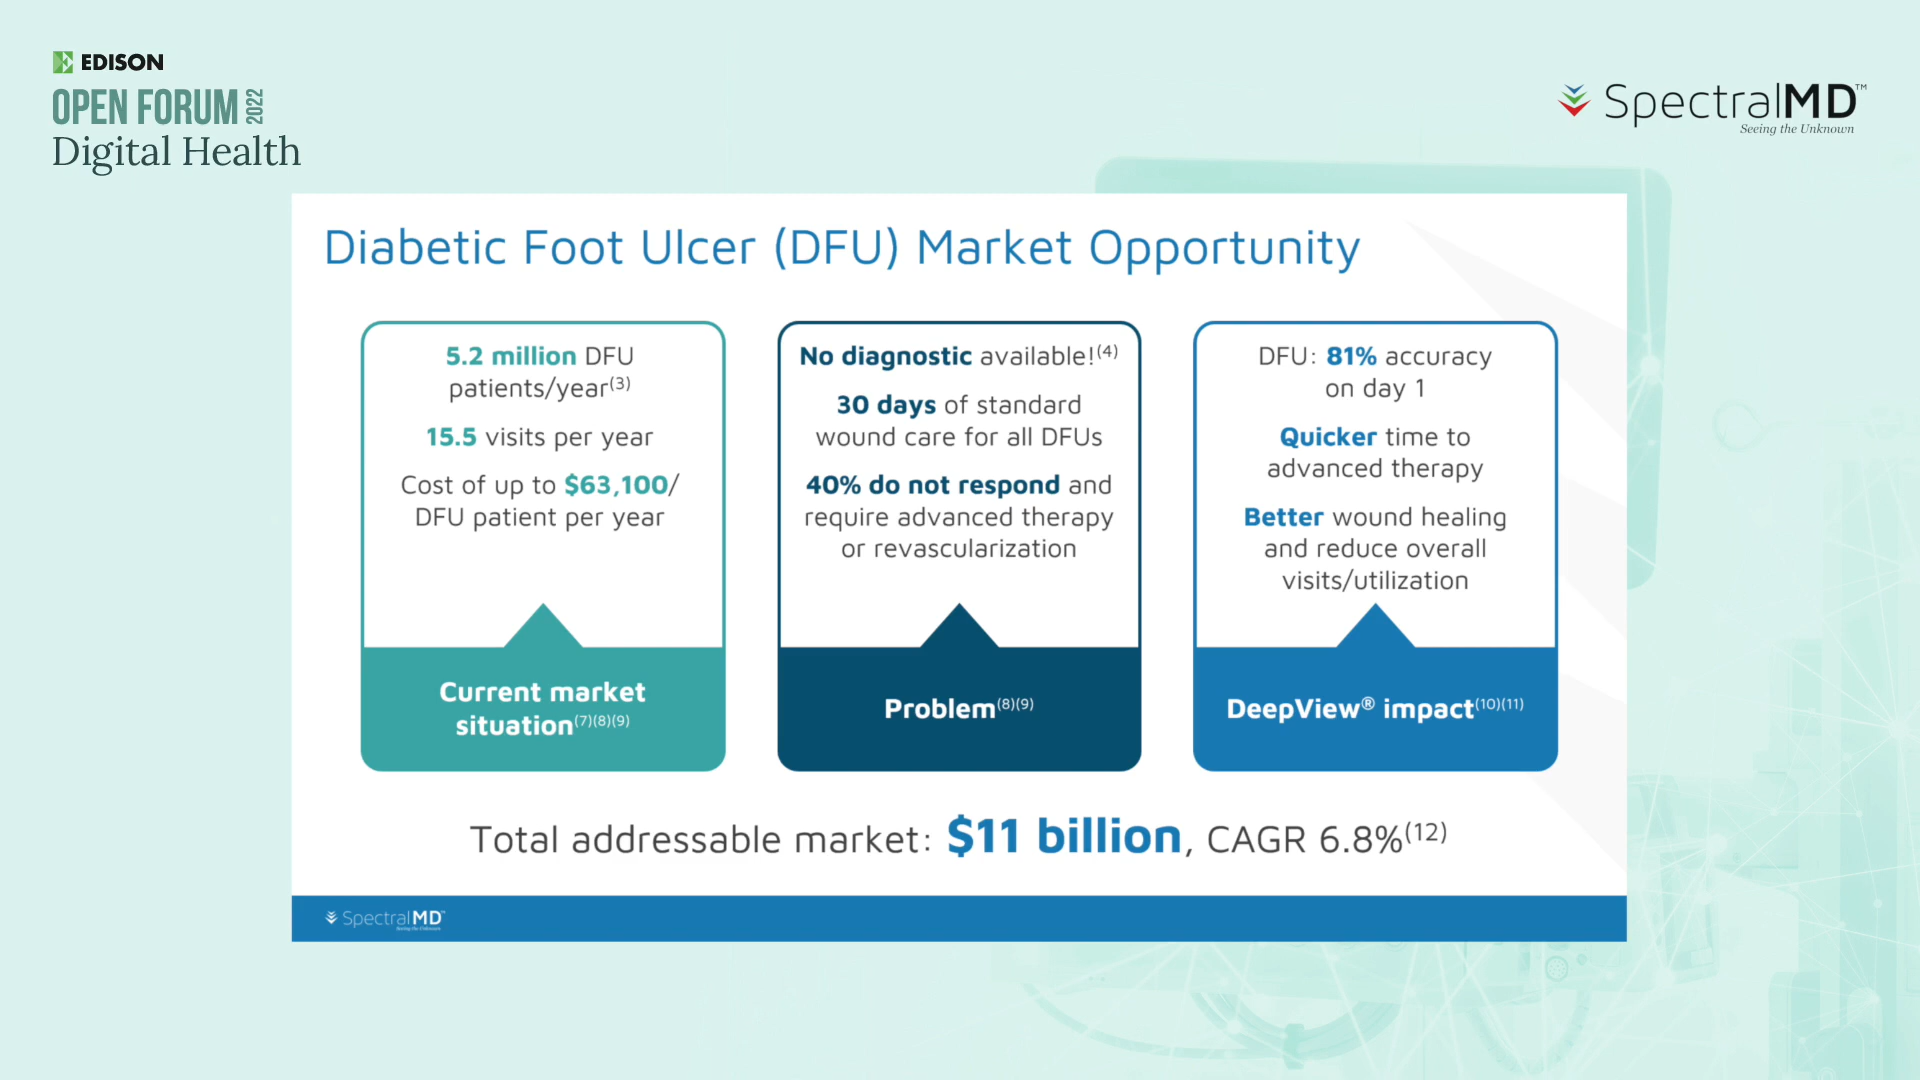 EDISON
OPEN FORUM 2022
Digital Health
SpectralMD™
Seeing the Unknown
Diabetic Foot Ulcer (DFU) Market Opportunity
5.2 million DFU
patients/year(3)
15.5 visits per year
Cost of up to $63,100/
DFU patient per year
Current market
situation(7)(8)(9)
No diagnostic available!(4)
30 days of standard
wound care for all DFUs
40% do not respond and
require advanced therapy
or revascularization
Problem(8)(9)
DFU: 81% accuracy
on day 1
Quicker time to
advanced therapy
Better wound healing
and reduce overall
visits/utilization
DeepView® impact(10)(11)
Total addressable market: $11 billion, CAGR 6.8%(12)
SpectralMD™
Seeing the Unknown